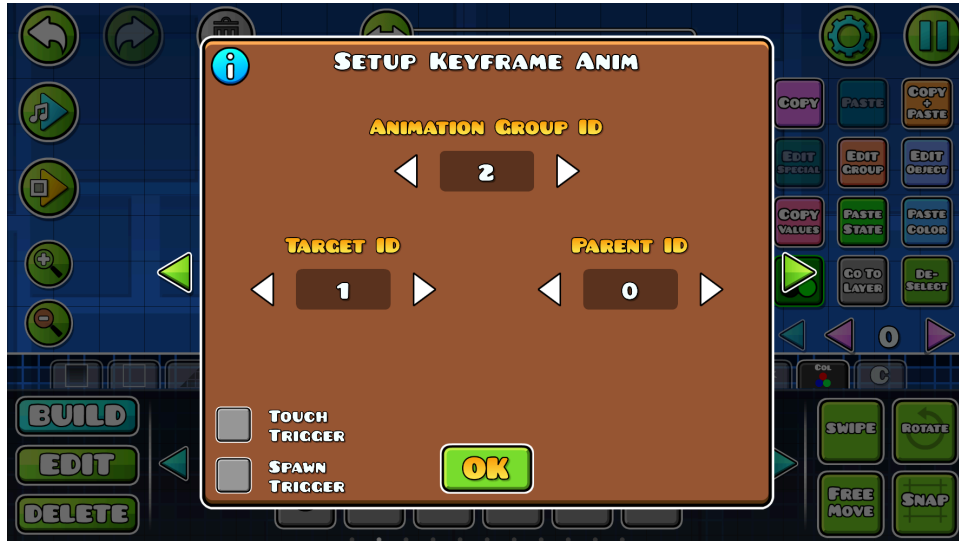 SETUP KEYFRAME ANIM
ANIMATION GROUP ID
2
TARGET ID
PARENT ID
1
0
TOUCH
TRIGGER
SPAWN
TRIGGER
OK
COPY
PASTE
COPY
+
PASTE
EDIT
SPECIAL
EDIT
GROUP
EDIT
OBJECT
COPY
VALUES
PASTE
STATE
PASTE
COLOR
GO TO
LAYER
DE-
SELECT
0
COL
C
BUILD
EDIT
DELETE
SWIPE
ROTATE
FREE
MOVE
SNAP